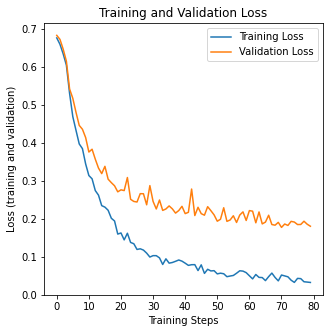 Training and Validation Loss
Training Loss
Validation Loss
Loss (training and validation)
0.7
0.6
0.5
0.4
0.3
0.2
0.1
0.0
0 10 20 30 40 50 60 70 80
Training Steps